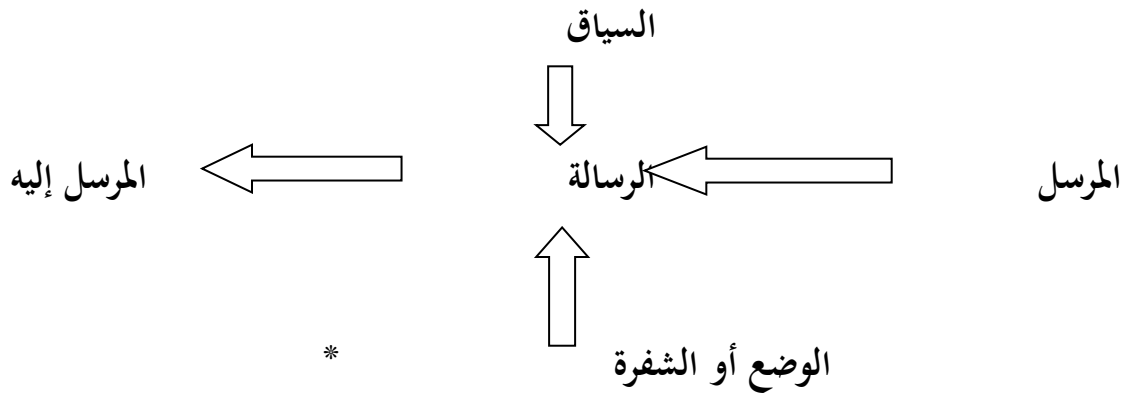 السياق
المرسل الرسالة المرسل إليه
الوضع أو الشفرة *